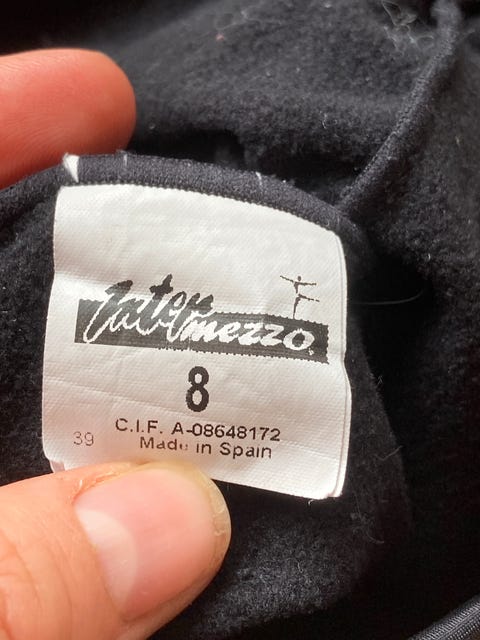 Intermezzo
8
C.I.F. A-08648172
39 Made in Spain